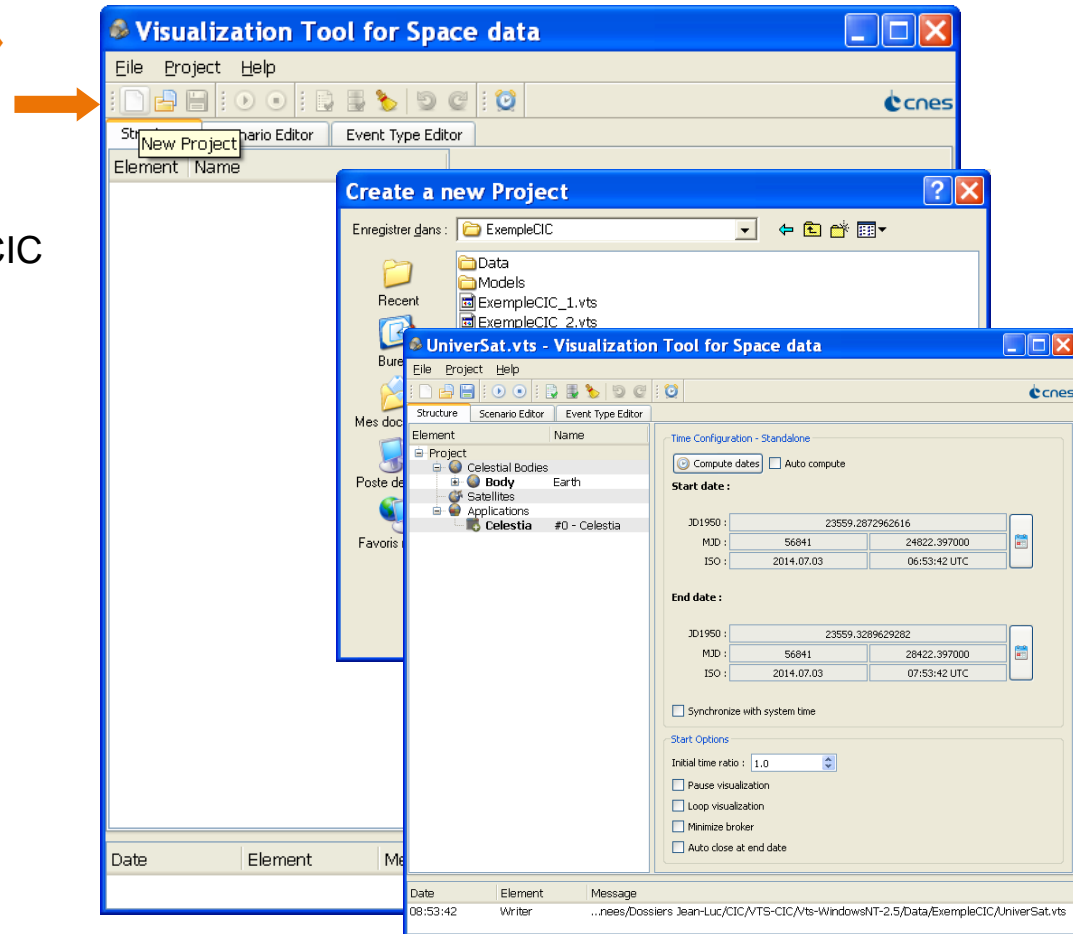 CIC
Visualization Tool for Space data
File Project Help
cnes
New Project
Scenario Editor Event Type Editor
Element Name
Create a new Project
Enregistrer dans : ExempleCIC
Data
Models
ExempleCIC_1.vts
ExempleCIC_2.vts
Recent
Bure
Mes doc
Poste de
Favoris
UniverSat.vts - Visualization Tool for Space data
File Project Help
cnes
Structure Scenario Editor Event Type Editor
Element Name
Project
Celestial Bodies
Body Earth
Satellites
Applications
Celestia #0 - Celestia
Time Configuration - Standalone
Compute dates Auto compute
Start date :
JD1950 : 23559.2872962616
MJD : 56841 24822.397000
ISO : 2014.07.03 06:53:42 UTC
End date :
JD1950 : 23559.3289629282
MJD : 56841 28422.397000
ISO : 2014.07.03 07:53:42 UTC
Synchronize with system time
Start Options
Initial time ratio : 1.0
Pause visualization
Loop visualization
Minimize broker
Auto close at end date
Date Element Me
Date Element Message
08:53:42 Writer ...nees/Dossiers Jean-Luc/CIC/VTS-CIC/Vts-WindowsNT-2.5/Data/ExempleCIC/UniverSat.vts